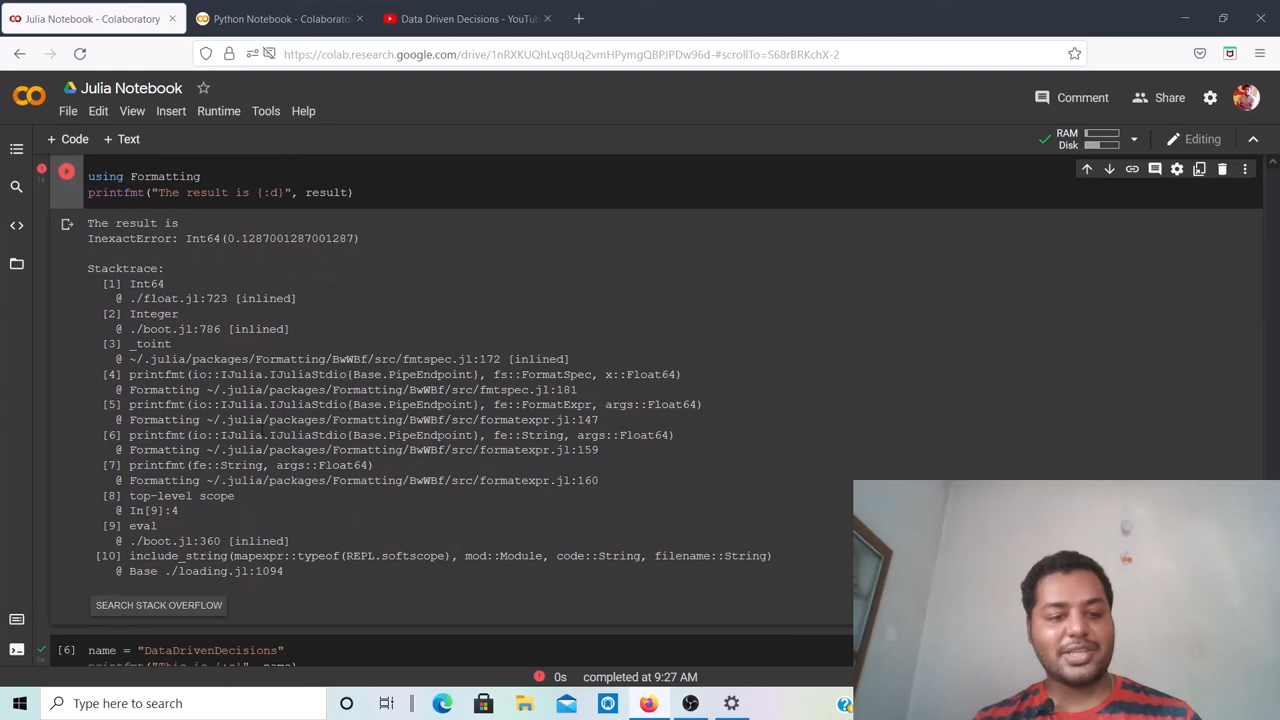 Julia Notebook - Colaboratory
Python Notebook - Colaborato
Data Driven Decisions - YouTub
https://colab.research.google.com/drive/1nRXKUQhLvq8Uq2vmHPymgQBPJPDw96d-#scrollTo=S68rBRKchX-2
Julia Notebook
File Edit View Insert Runtime Tools Help
Comment Share
+ Code + Text
RAM
Disk
Editing
1s
using Formatting
printfmt("The result is {:d}", result)
The result is
InexactError: Int64(0.1287001287001287)
Stacktrace:
[1] Int64
@ ./float.jl:723 [inlined]
[2] Integer
@ ./boot.jl:786 [inlined]
[3] _toint
@ ~/.julia/packages/Formatting/BwWBf/src/fmtspec.jl:172 [inlined]
[4] printfmt(io::IJulia.IJuliaStdio{Base.PipeEndpoint}, fs::FormatSpec, x::Float64)
@ Formatting ~/.julia/packages/Formatting/BwWBf/src/fmtspec.jl:181
[5] printfmt(io::IJulia.IJuliaStdio{Base.PipeEndpoint}, fe::FormatExpr, args::Float64)
@ Formatting ~/.julia/packages/Formatting/BwWBf/src/formatexpr.jl:147
[6] printfmt(io::IJulia.IJuliaStdio{Base.PipeEndpoint}, fe::String, args::Float64)
@ Formatting ~/.julia/packages/Formatting/BwWBf/src/formatexpr.jl:159
[7] printfmt(fe::String, args::Float64)
@ Formatting ~/.julia/packages/Formatting/BwWBf/src/formatexpr.jl:160
[8] top-level scope
@ In[9]:4
[9] eval
@ ./boot.jl:360 [inlined]
[10] include_string(mapexpr::typeof(REPL.softscope), mod::Module, code::String, filename::String)
@ Base ./loading.jl:1094
SEARCH STACK OVERFLOW
[6] name = "DataDrivenDecisions"
0s
printfmt("This is {:s}", name)
0s completed at 9:27 AM
Type here to search